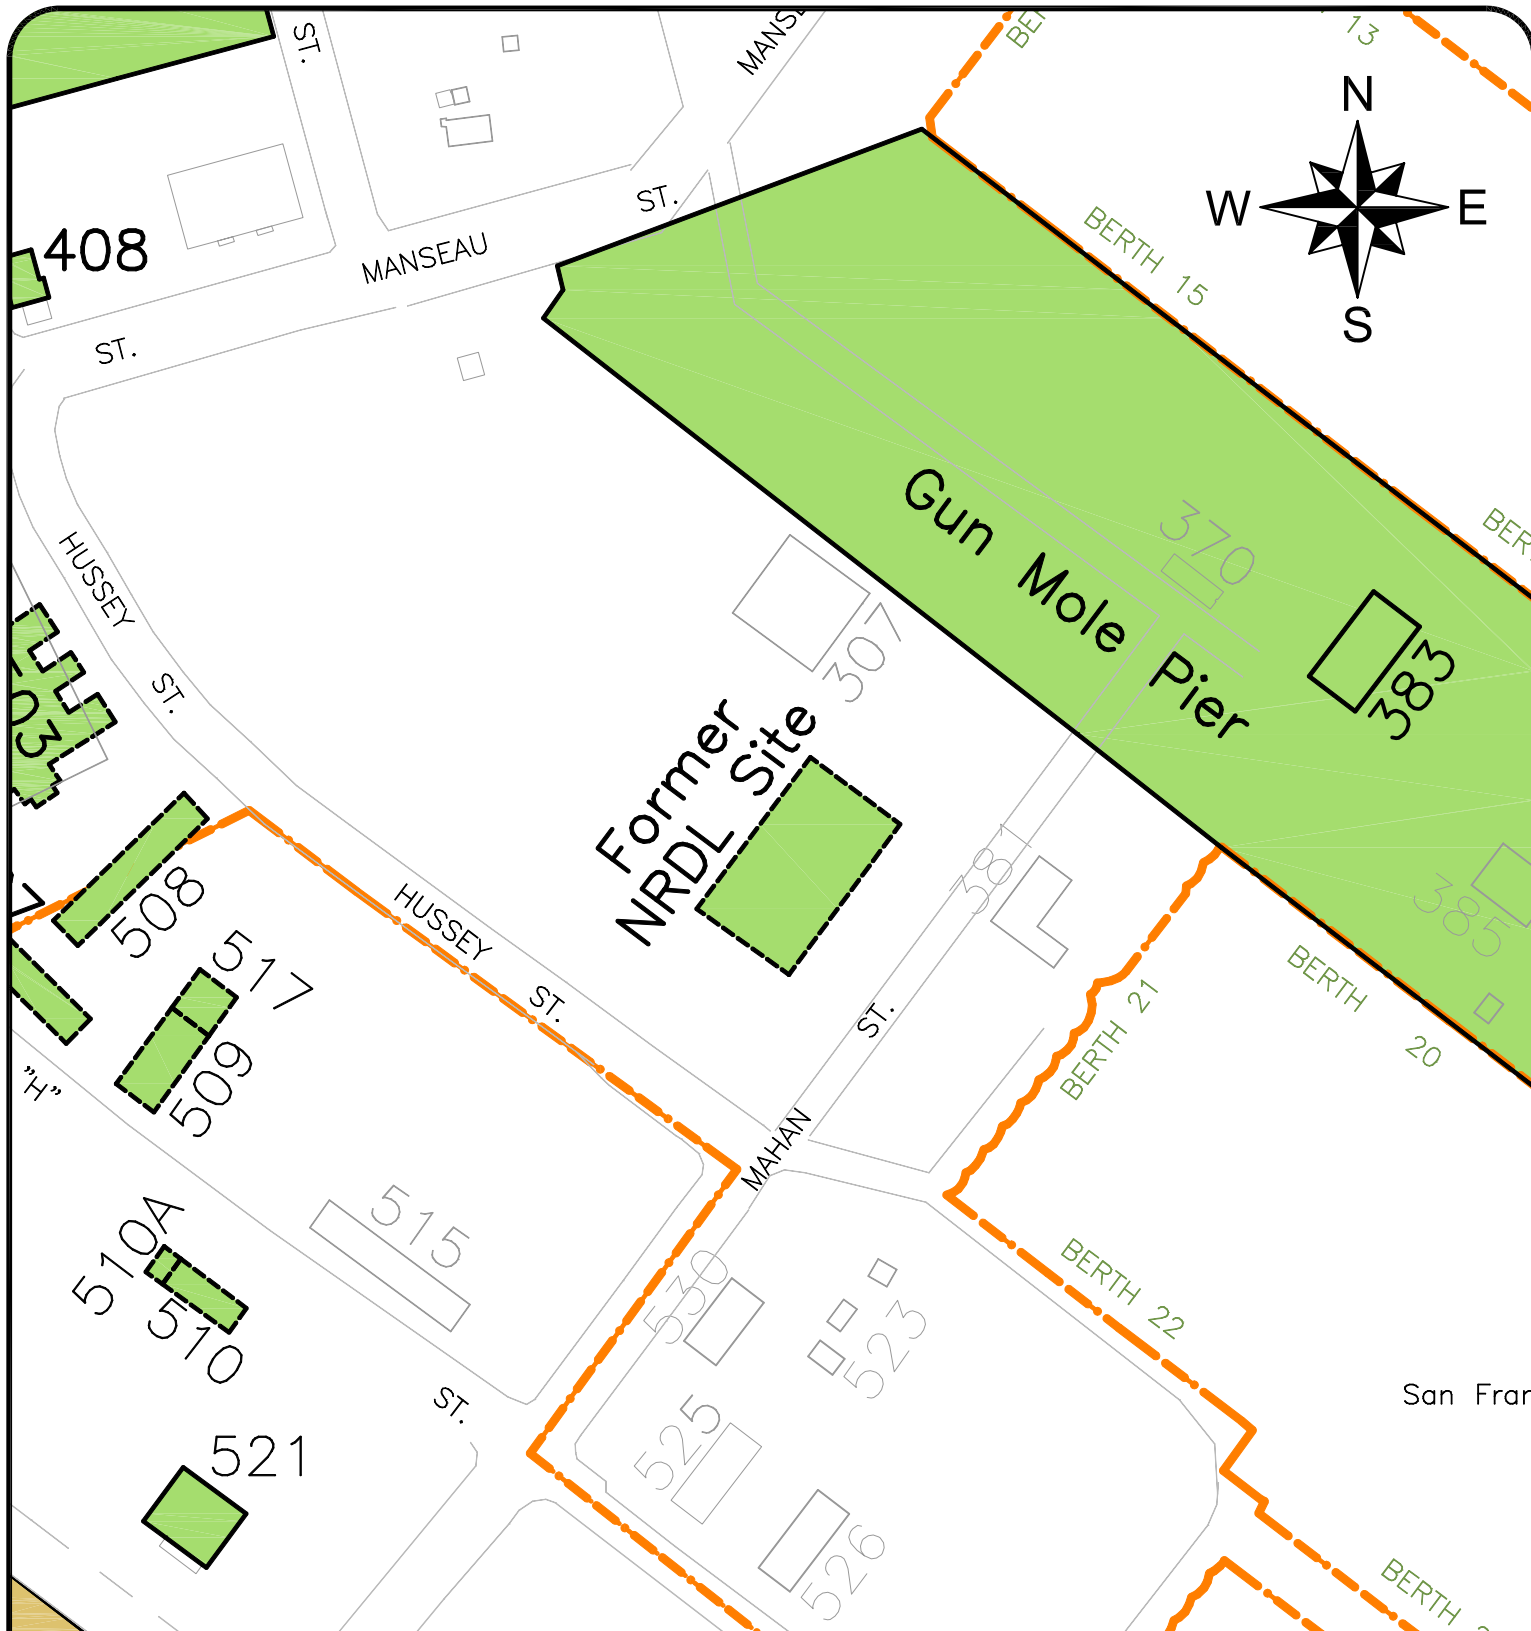 ST.
13
N
W
E
S
408
ST.
MANSEAU
ST.
BERTH 15
Gun Mole Pier
370
383
307
HUSSEY
ST.
Former
NRDL Site
508
517
509
"H"
HUSSEY
ST.
381
ST.
MAHAN
385
BERTH 20
BERTH 21
BERTH 22
515
510A
510
530
523
525
526
ST.
521
BERTH